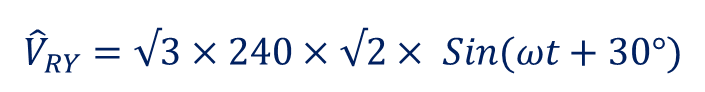 V̂_RY = √3 × 240 × √2 × Sin(ωt + 30°)